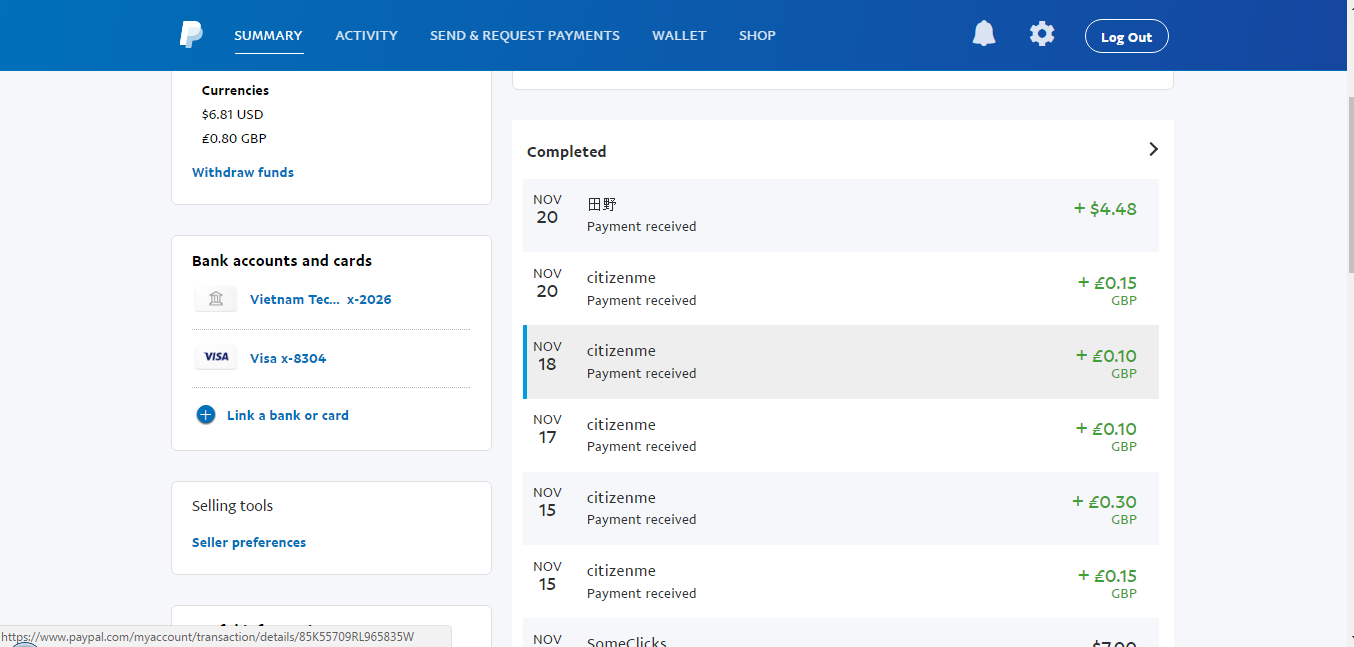 SUMMARY
ACTIVITY
SEND & REQUEST PAYMENTS
WALLET
SHOP
Log Out
Currencies
$6.81 USD
£0.80 GBP
Withdraw funds
Bank accounts and cards
Vietnam Tec... x-2026
VISA
Visa x-8304
Link a bank or card
Selling tools
Seller preferences
Completed
NOV
20
田野
Payment received
+ $4.48
NOV
20
citizenme
Payment received
+ £0.15
GBP
NOV
18
citizenme
Payment received
+ £0.10
GBP
NOV
17
citizenme
Payment received
+ £0.10
GBP
NOV
15
citizenme
Payment received
+ £0.30
GBP
NOV
15
citizenme
Payment received
+ £0.15
GBP
NOV
SomeClicks
https://www.paypal.com/myaccount/transaction/details/85K55709RL965835W